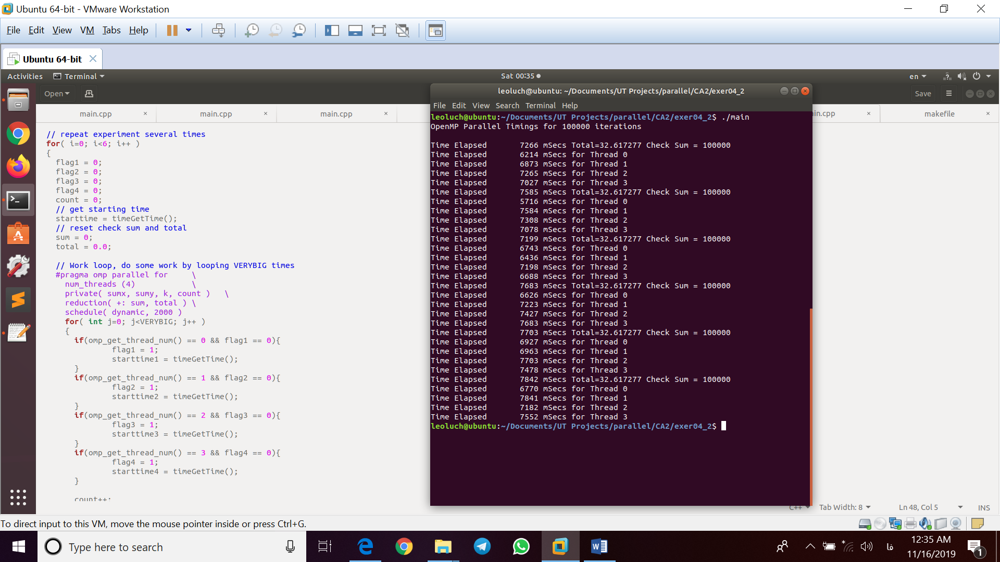 Ubuntu 64-bit - VMware Workstation
File Edit View VM Tabs Help
Ubuntu 64-bit
Activities Terminal Sat 00:35 en
Open Save
main.cpp main.cpp main.cpp in.cpp makefile
// repeat experiment several times
for( i=0; i<6; i++ )
{
flag1 = 0;
flag2 = 0;
flag3 = 0;
flag4 = 0;
count = 0;
// get starting time
starttime = timeGetTime();
// reset check sum and total
sum = 0;
total = 0.0;
// Work loop, do some work by looping VERYBIG times
#pragma omp parallel for \
num_threads (4) \
private( sumx, sumy, k, count ) \
reduction( +: sum, total ) \
schedule( dynamic, 2000 )
for( int j=0; j<VERYBIG; j++ )
{
if(omp_get_thread_num() == 0 && flag1 == 0){
flag1 = 1;
starttime1 = timeGetTime();
}
if(omp_get_thread_num() == 1 && flag2 == 0){
flag2 = 1;
starttime2 = timeGetTime();
}
if(omp_get_thread_num() == 2 && flag3 == 0){
flag3 = 1;
starttime3 = timeGetTime();
}
if(omp_get_thread_num() == 3 && flag4 == 0){
flag4 = 1;
starttime4 = timeGetTime();
}
count++;
leoluch@ubuntu: ~/Documents/UT Projects/parallel/CA2/exer04_2
File Edit View Search Terminal Help
leoluch@ubuntu:~/Documents/UT Projects/parallel/CA2/exer04_2$ ./main
OpenMP Parallel Timings for 100000 iterations
Time Elapsed 7266 mSecs Total=32.617277 Check Sum = 100000
Time Elapsed 6214 mSecs for Thread 0
Time Elapsed 6873 mSecs for Thread 1
Time Elapsed 7265 mSecs for Thread 2
Time Elapsed 7027 mSecs for Thread 3
Time Elapsed 7585 mSecs Total=32.617277 Check Sum = 100000
Time Elapsed 5716 mSecs for Thread 0
Time Elapsed 7584 mSecs for Thread 1
Time Elapsed 7308 mSecs for Thread 2
Time Elapsed 7078 mSecs for Thread 3
Time Elapsed 7199 mSecs Total=32.617277 Check Sum = 100000
Time Elapsed 6743 mSecs for Thread 0
Time Elapsed 6436 mSecs for Thread 1
Time Elapsed 7198 mSecs for Thread 2
Time Elapsed 6688 mSecs for Thread 3
Time Elapsed 7683 mSecs Total=32.617277 Check Sum = 100000
Time Elapsed 6626 mSecs for Thread 0
Time Elapsed 7223 mSecs for Thread 1
Time Elapsed 7427 mSecs for Thread 2
Time Elapsed 7683 mSecs for Thread 3
Time Elapsed 7703 mSecs Total=32.617277 Check Sum = 100000
Time Elapsed 6927 mSecs for Thread 0
Time Elapsed 6963 mSecs for Thread 1
Time Elapsed 7703 mSecs for Thread 2
Time Elapsed 7478 mSecs for Thread 3
Time Elapsed 7842 mSecs Total=32.617277 Check Sum = 100000
Time Elapsed 6770 mSecs for Thread 0
Time Elapsed 7841 mSecs for Thread 1
Time Elapsed 7182 mSecs for Thread 2
Time Elapsed 7552 mSecs for Thread 3
leoluch@ubuntu:~/Documents/UT Projects/parallel/CA2/exer04_2$
C++ Tab Width: 8 Ln 48, Col 5 INS
To direct input to this VM, move the mouse pointer inside or press Ctrl+G.
Type here to search
فا
12:35 AM
11/16/2019
1